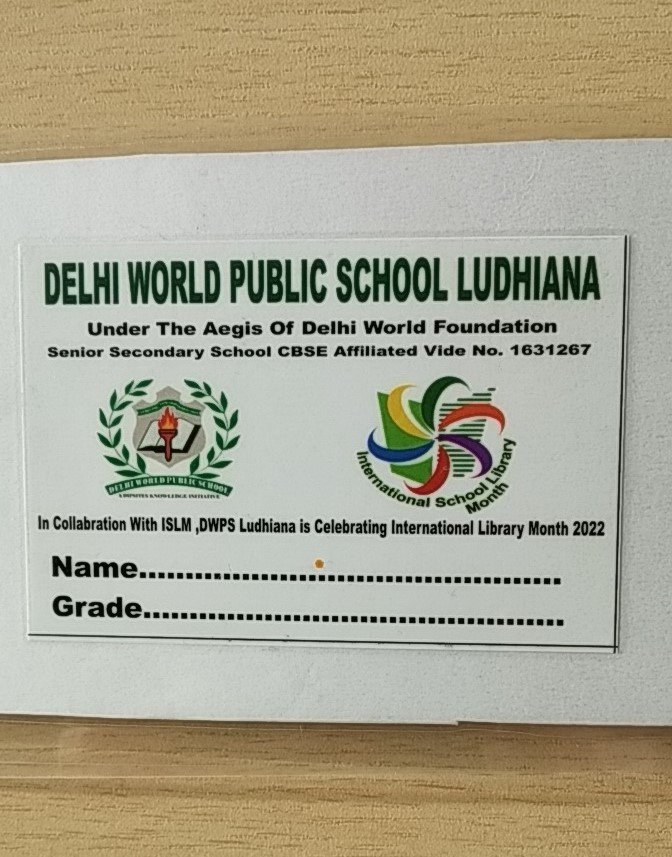 DELHI WORLD PUBLIC SCHOOL LUDHIANA
Under The Aegis Of Delhi World Foundation
Senior Secondary School CBSE Affiliated Vide No. 1631267
DELHI WORLD PUBLIC SCHOOL
International School Library
Month
In Collabration With ISLM ,DWPS Ludhiana is Celebrating International Library Month 2022
Name.............................................
Grade.............................................